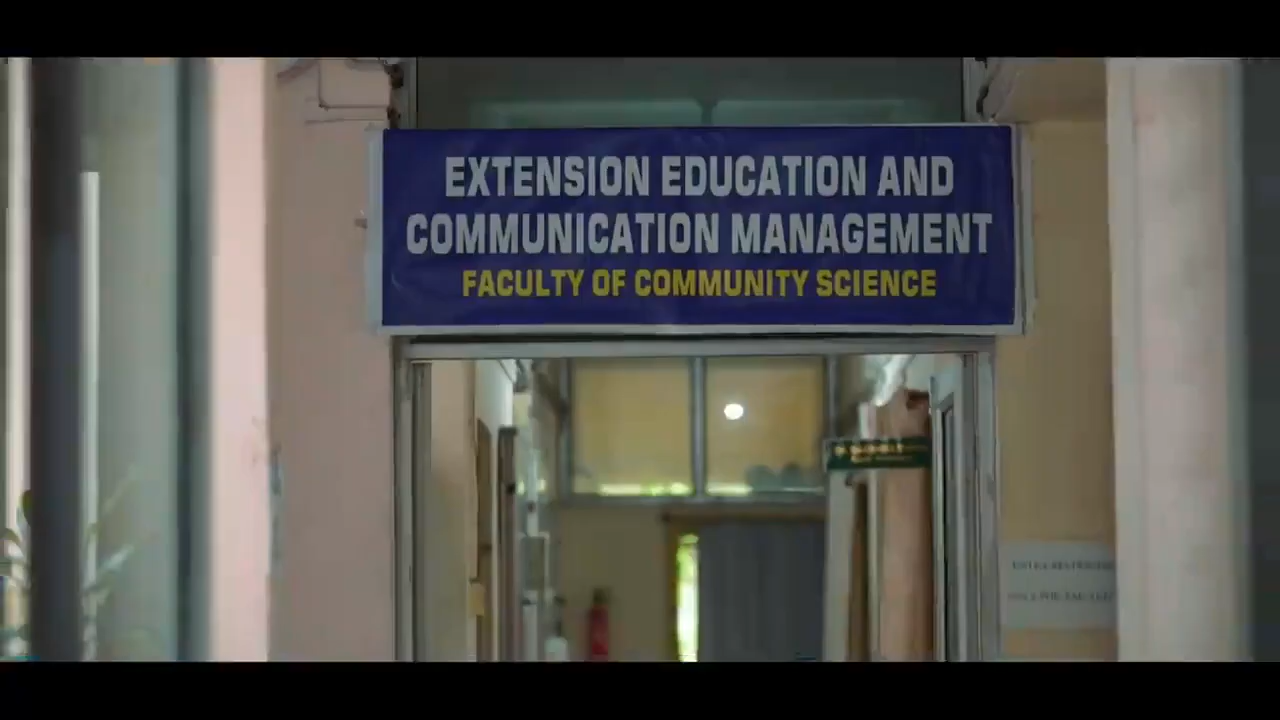 EXTENSION EDUCATION AND
COMMUNICATION MANAGEMENT
FACULTY OF COMMUNITY SCIENCE